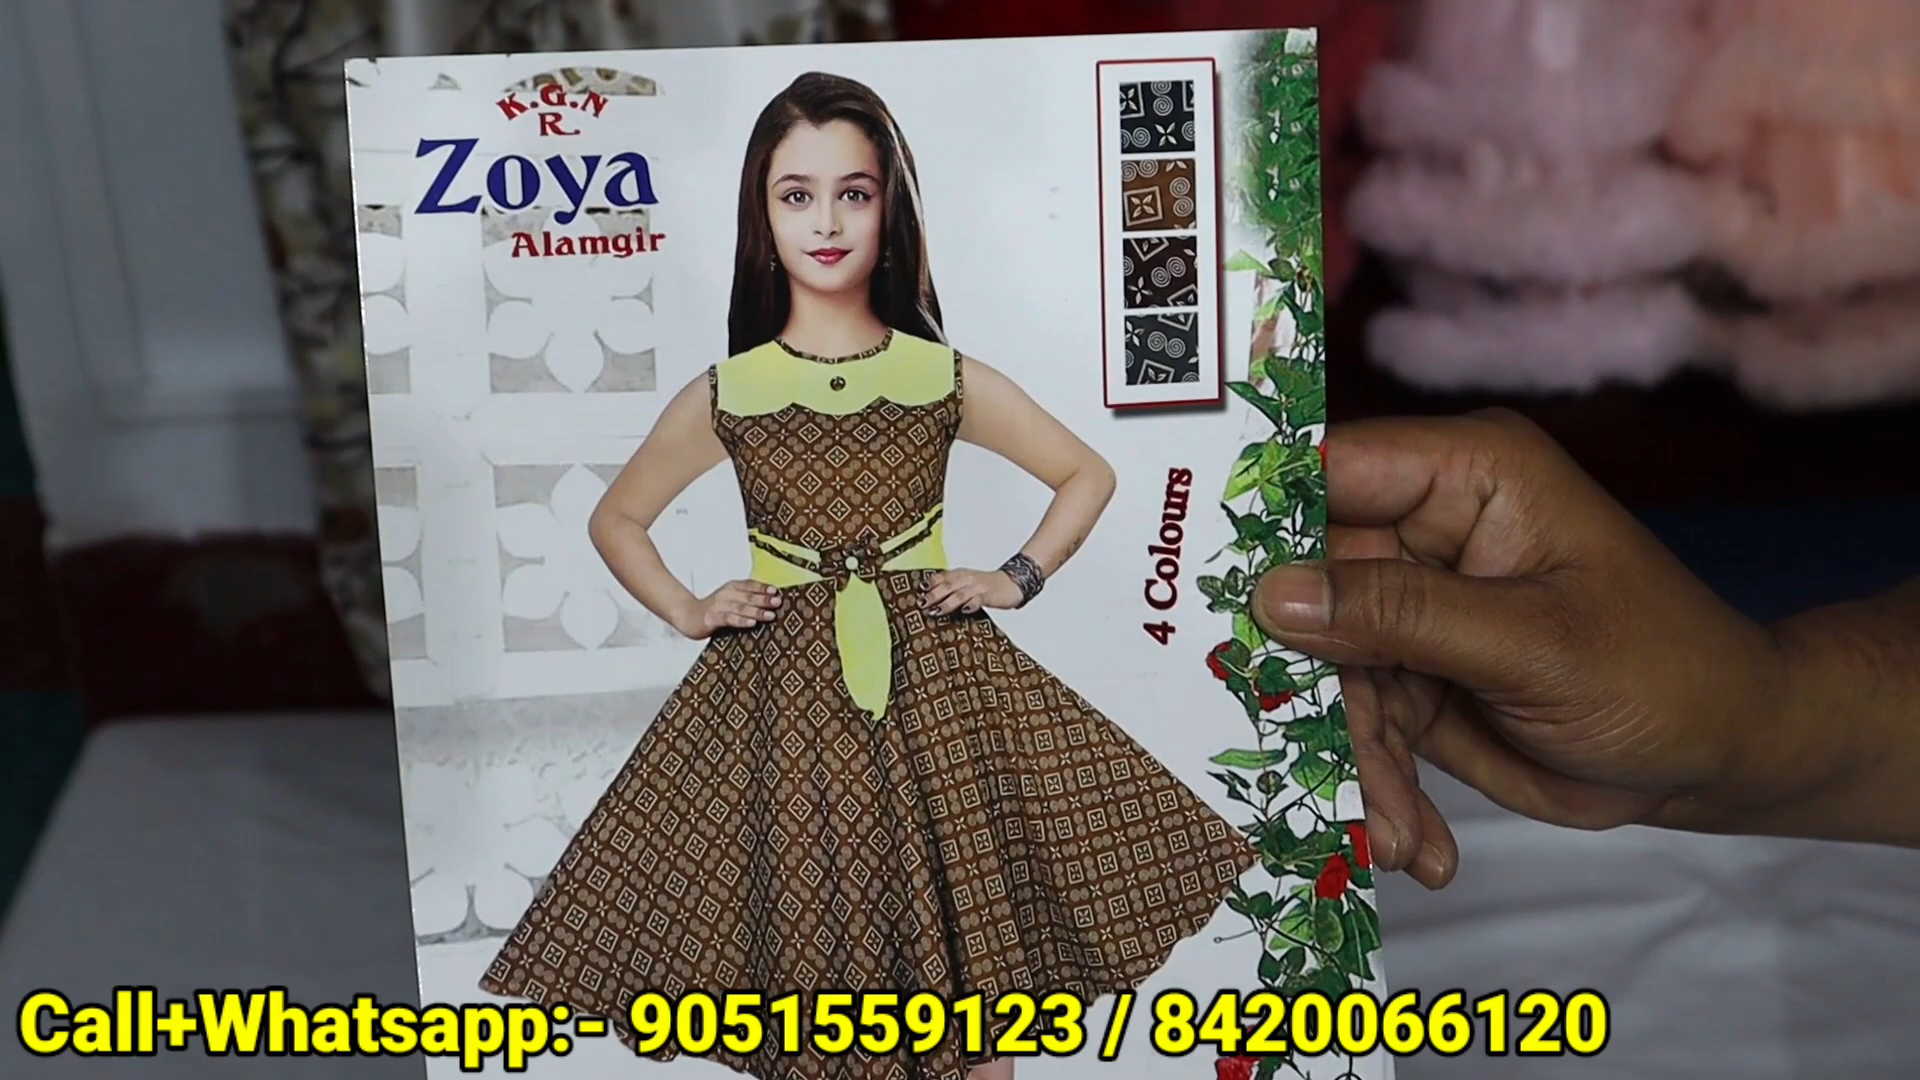 K.G.N
R
Zoya
Alamgir
4 Colours
Call+Whatsapp:- 9051559123 / 8420066120